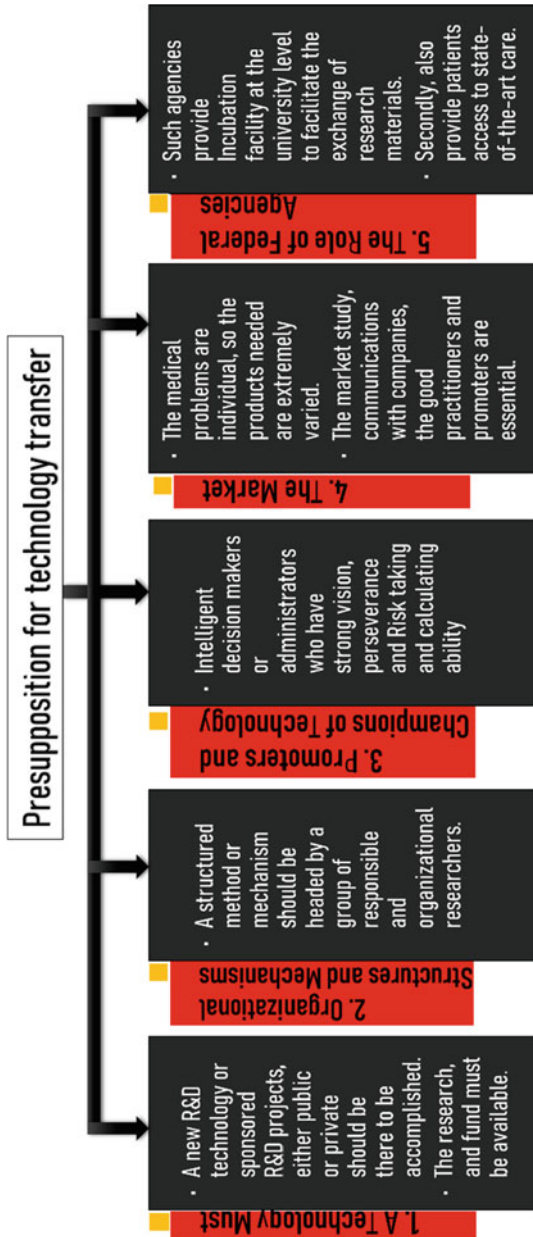 Presupposition for technology transfer
1. A Technology Must
· A new R&D
technology or
sponsored
R&D projects,
either public
or private
should be
there to be
accomplished.
· The research,
and fund must
be available.
2. Organizational
Structures and Mechanisms
· A structured
method or
mechanism
should be
headed by a
group of
responsible
and
organizational
researchers.
3. Promoters and
Champions of Technology
· Intelligent
decision makers
or
administrators
who have
strong vision,
perseverance
and Risk taking
and calculating
ability
4. The Market
· The medical
problems are
individual, so the
products needed
are extremely
varied.
· The market study,
communications
with companies,
the good
practitioners and
promoters are
essential.
5. The Role of Federal
Agencies
· Such agencies
provide
Incubation
facility at the
university level
to facilitate the
exchange of
research
materials.
· Secondly, also
provide patients
access to state-
of-the-art care.